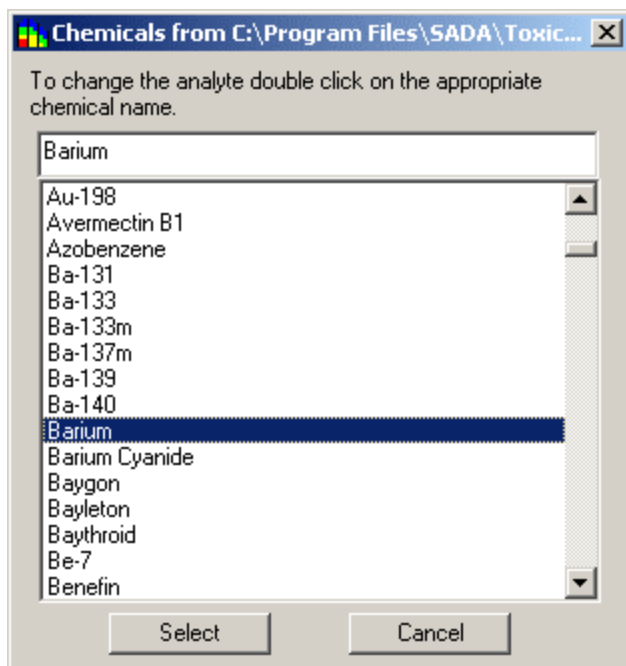 Chemicals from C:\Program Files\SADA\Toxic...
To change the analyte double click on the appropriate
chemical name.
Barium
Au-198
Avermectin B1
Azobenzene
Ba-131
Ba-133
Ba-133m
Ba-137m
Ba-139
Ba-140
Barium
Barium Cyanide
Baygon
Bayleton
Baythroid
Be-7
Benefin
Select
Cancel